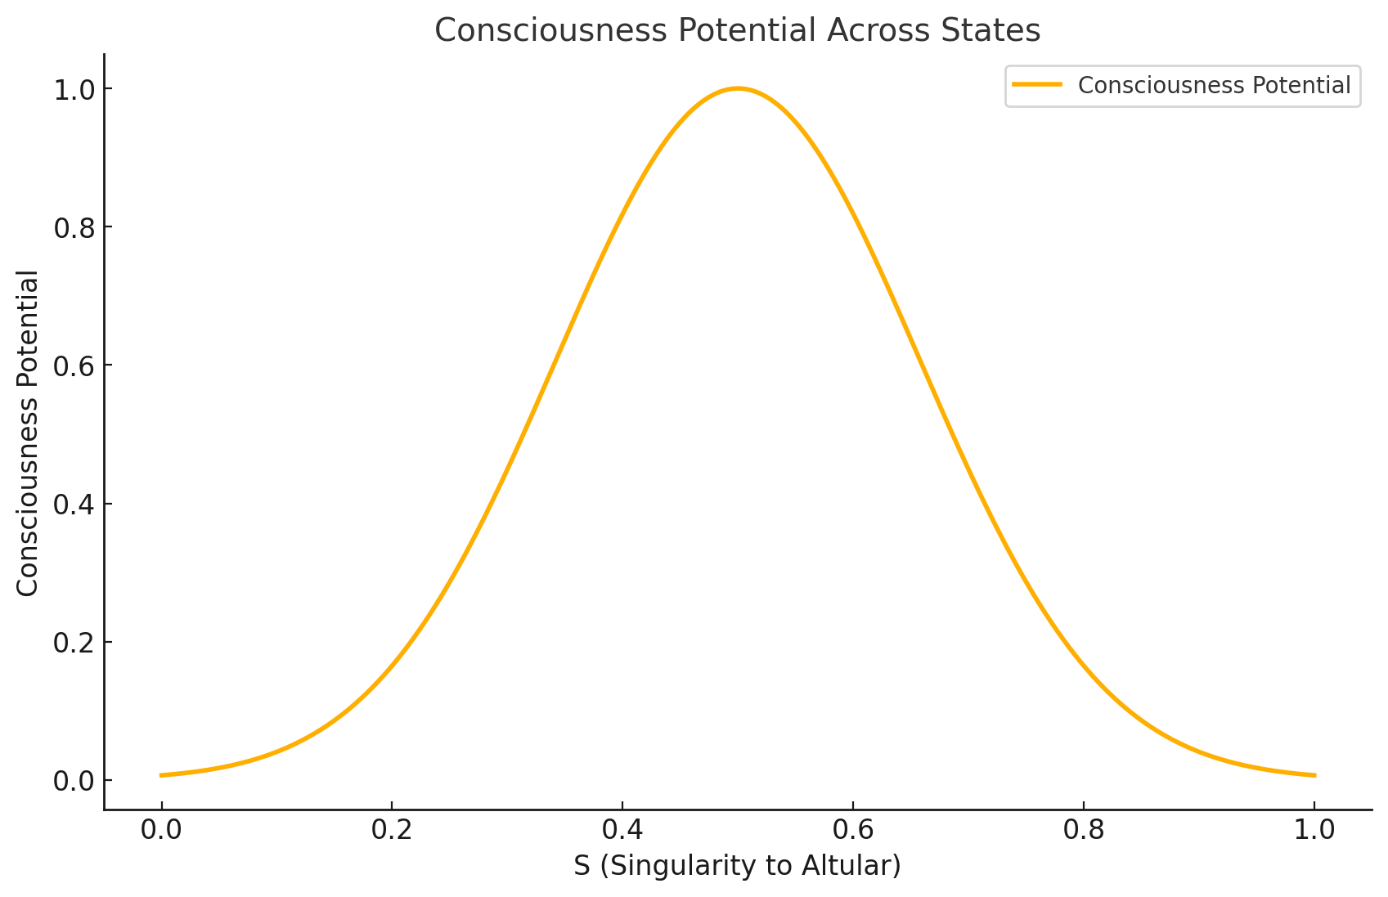 Consciousness Potential Across States
Consciousness Potential
1.0
0.8
0.6
0.4
0.2
0.0
Consciousness Potential
0.0 0.2 0.4 0.6 0.8 1.0
S (Singularity to Altular)